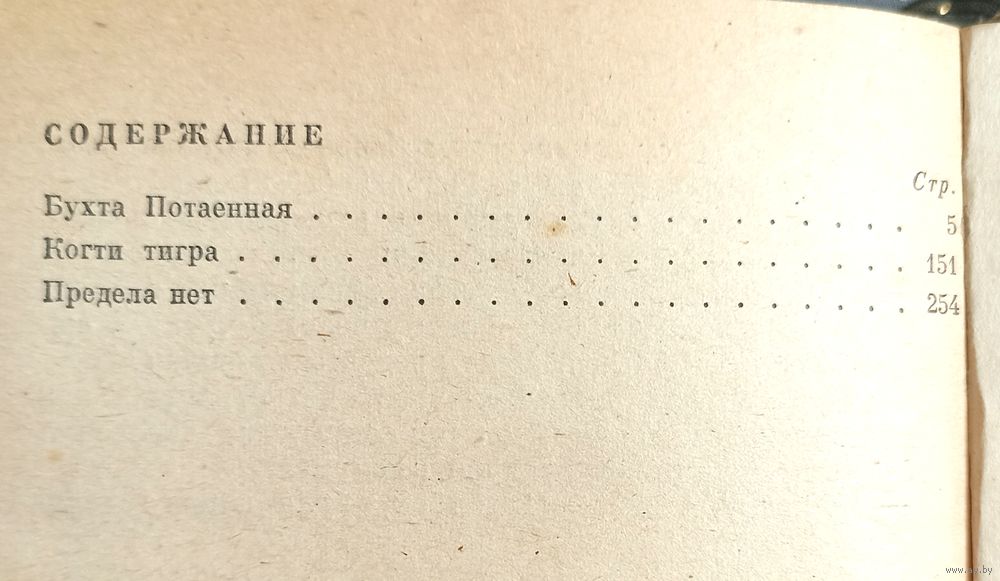 СОДЕРЖАНИЕ
Стр.
Бухта Потаенная . . . . . . . . . . . . . . . . . 5
Когти тигра . . . . . . . . . . . . . . . . . . . 151
Предела нет . . . . . . . . . . . . . . . . . . . 254